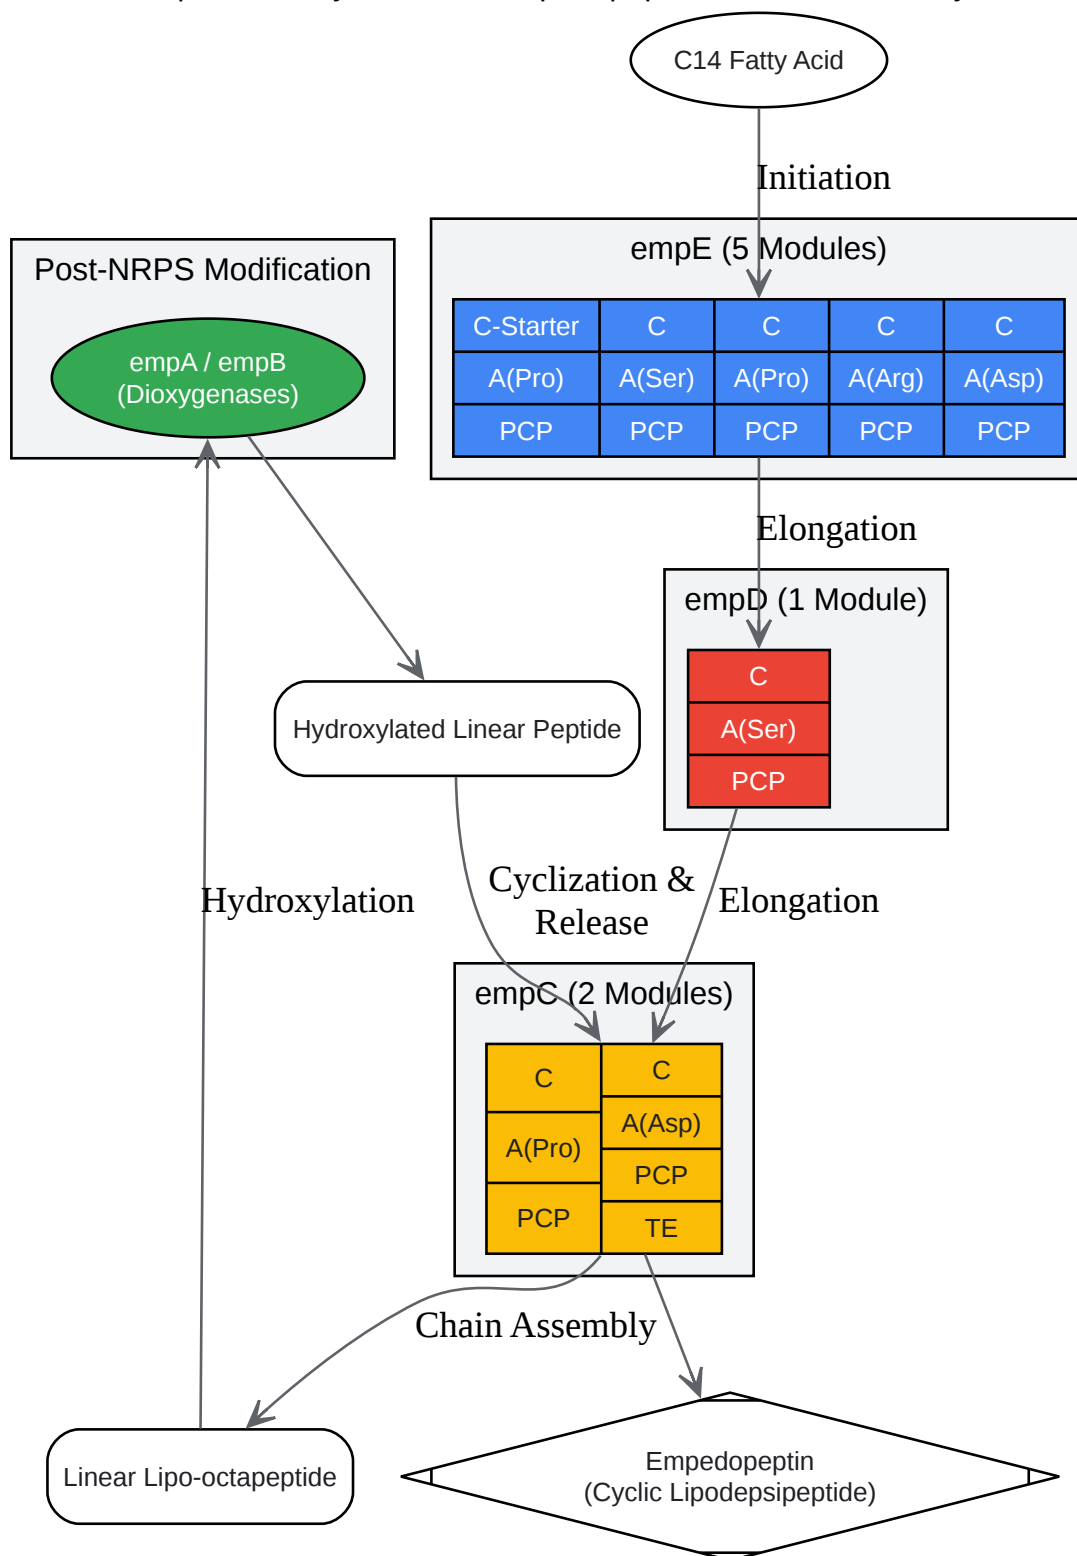 C14 Fatty Acid
Initiation
empE (5 Modules)
C-Starter C C C C
A(Pro) A(Ser) A(Pro) A(Arg) A(Asp)
PCP PCP PCP PCP PCP
Post-NRPS Modification
empA / empB
(Dioxygenases)
Elongation
empD (1 Module)
C
A(Ser)
PCP
Hydroxylated Linear Peptide
Hydroxylation
Cyclization &
Release
Elongation
empC (2 Modules)
C
A(Pro)
PCP
C
A(Asp)
PCP
TE
Chain Assembly
Linear Lipo-octapeptide
Empedopeptin
(Cyclic Lipodepsipeptide)